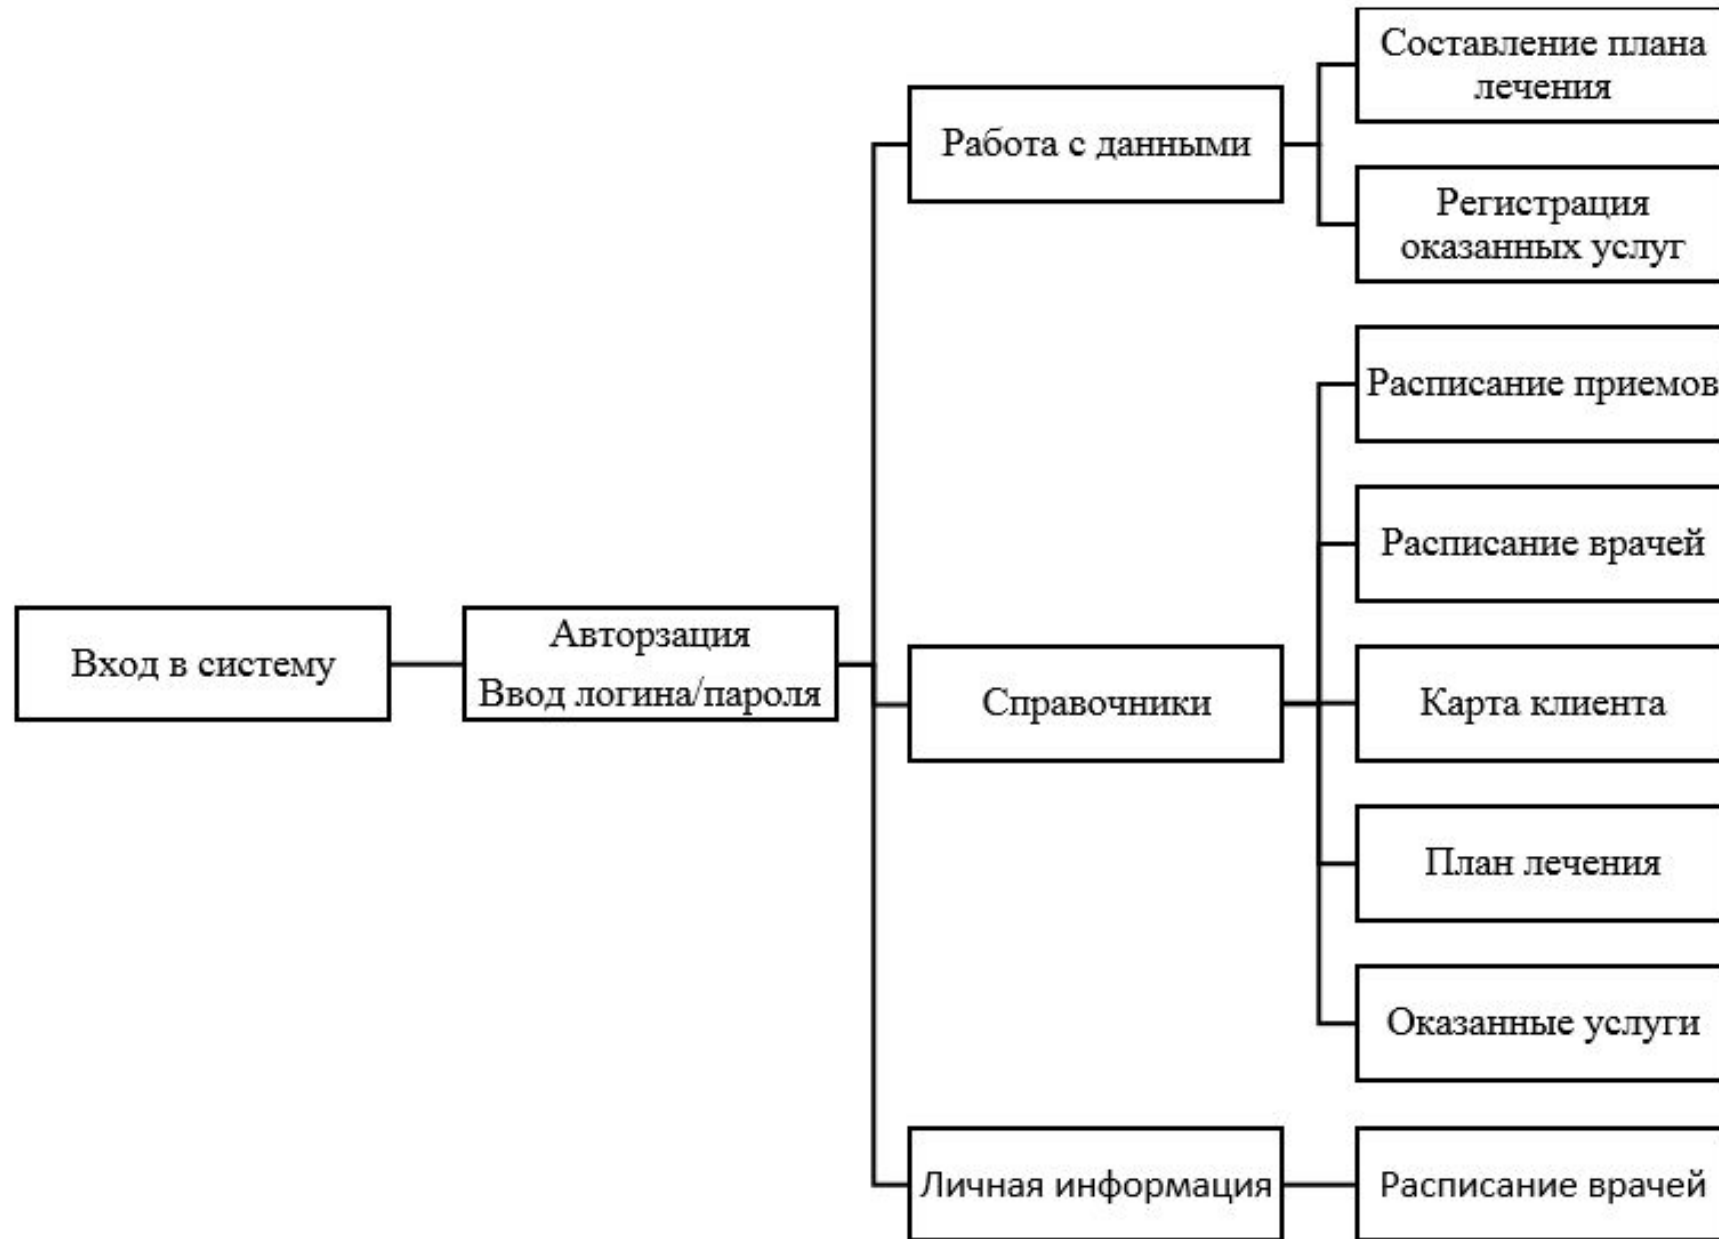 Составление плана
лечения
Работа с данными
Регистрация
оказанных услуг
Расписание приемов
Расписание врачей
Вход в систему
Авторзация
Ввод логина/пароля
Справочники
Карта клиента
План лечения
Оказанные услуги
Личная информация
Расписание врачей